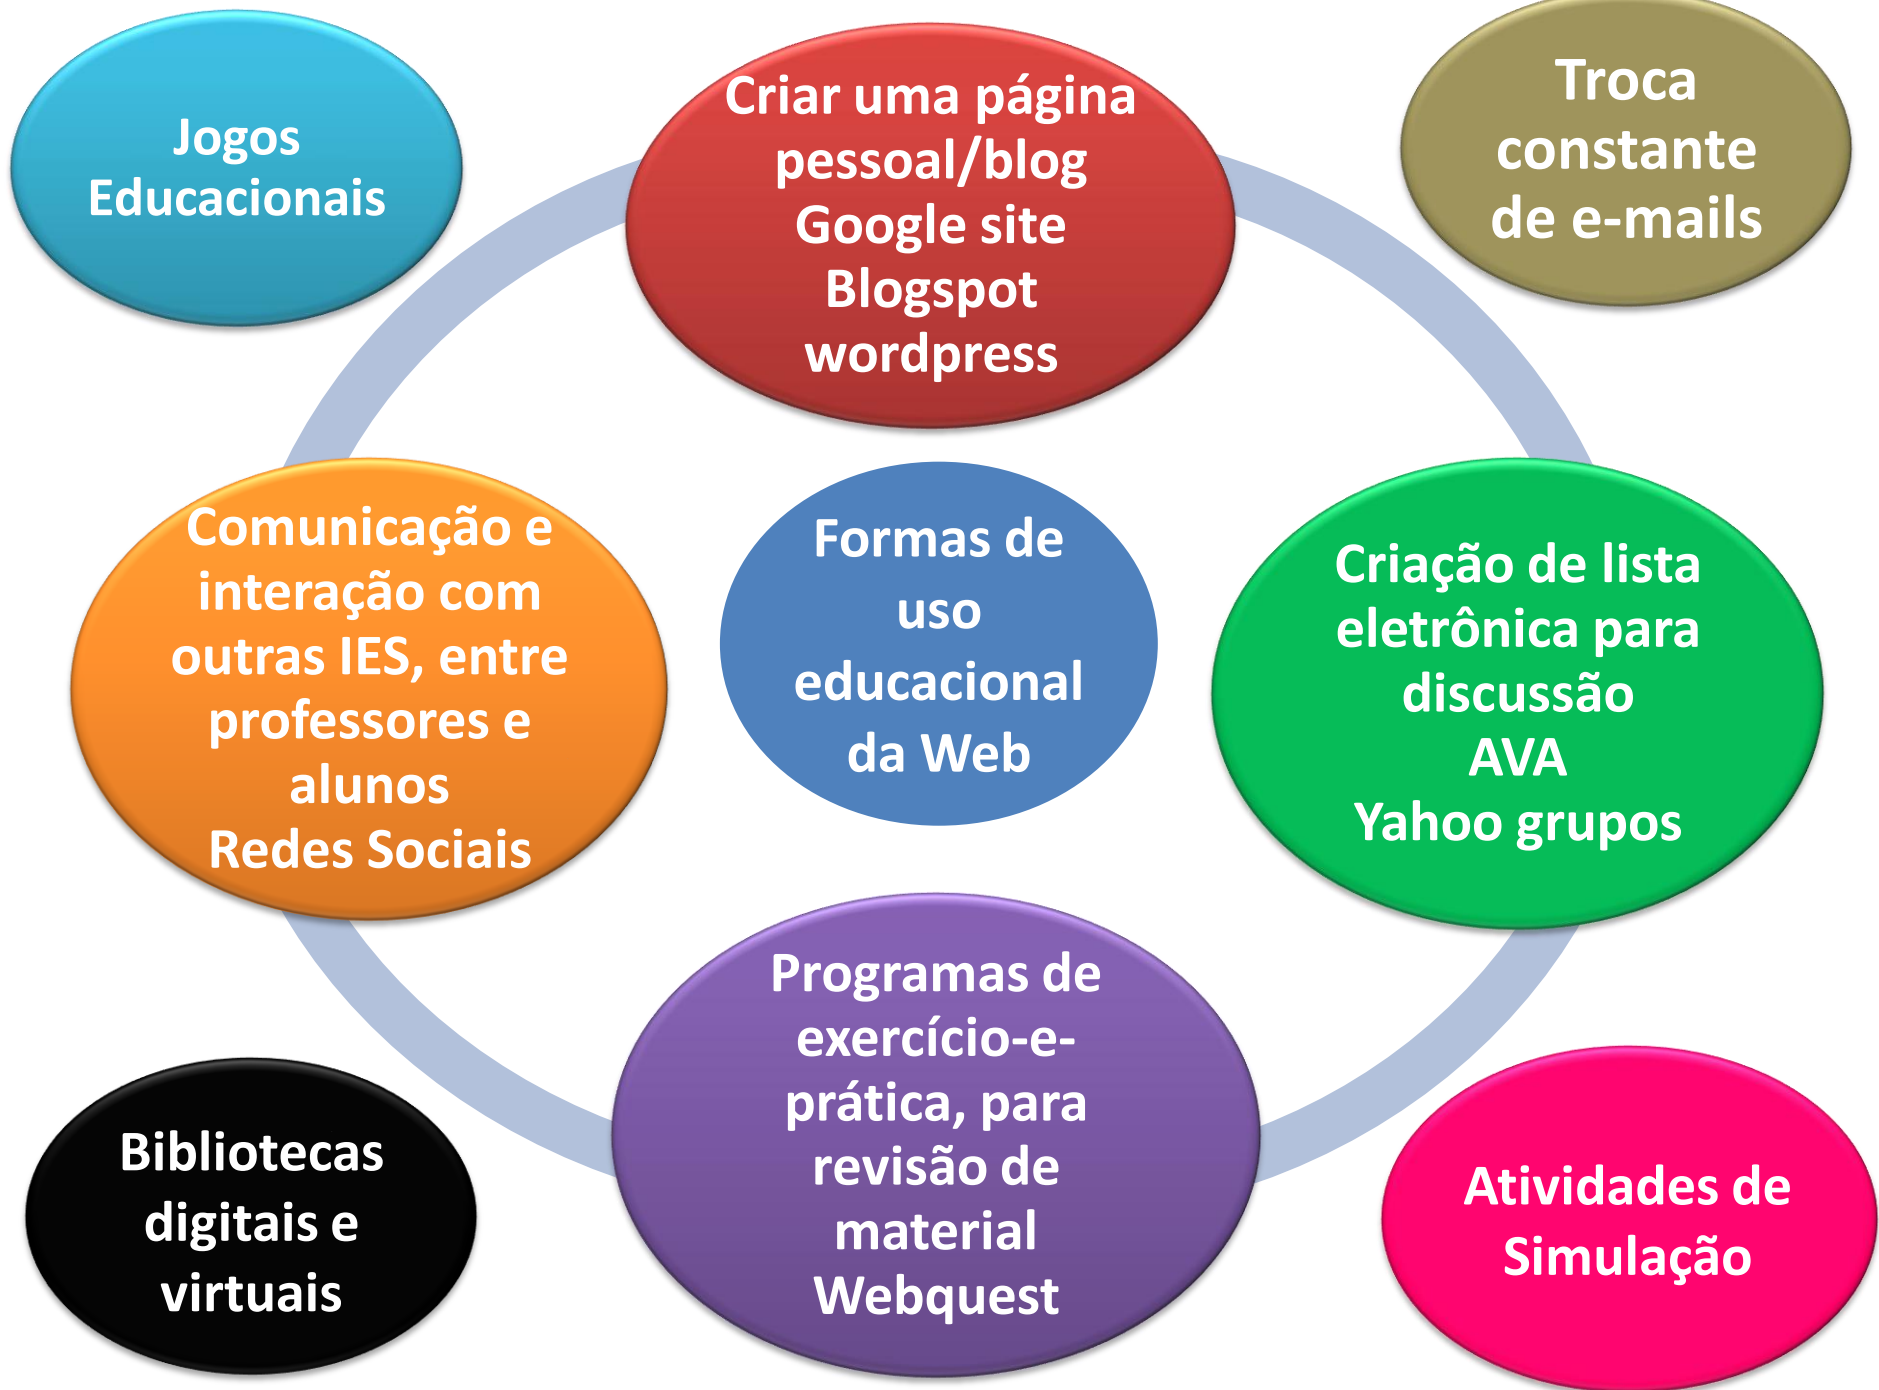 Jogos
Educacionais
Criar uma página
pessoal/blog
Google site
Blogspot
wordpress
Troca
constante
de e-mails
Comunicação e
interação com
outras IES, entre
professores e
alunos
Redes Sociais
Formas de
uso
educacional
da Web
Criação de lista
eletrônica para
discussão
AVA
Yahoo grupos
Bibliotecas
digitais e
virtuais
Programas de
exercício-e-
prática, para
revisão de
material
Webquest
Atividades de
Simulação